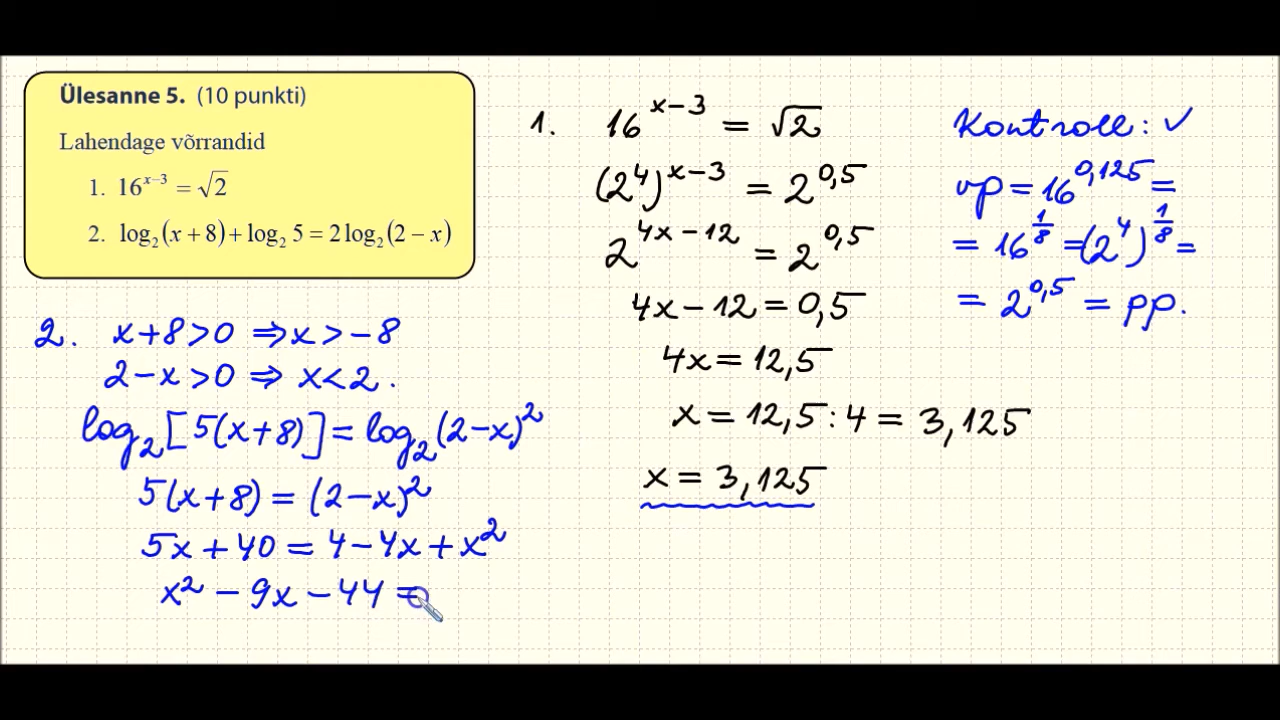 Ülesanne 5. (10 punkti)
Lahendage võrrandid
1. 16^(x−3) = √2
2. log₂(x + 8) + log₂ 5 = 2 log₂(2 − x)
1. 16^(x−3) = √2
(2⁴)^(x−3) = 2^(0,5)
2^(4x−12) = 2^(0,5)
4x − 12 = 0,5
4x = 12,5
x = 12,5 : 4 = 3,125
x = 3,125
Kontroll: ✓
vp = 16^(0,125) =
= 16^(1/8) = (2⁴)^(1/8) =
= 2^(0,5) = pp.
2. x + 8 > 0 ⇒ x > −8
2 − x > 0 ⇒ x < 2.
log₂[5(x+8)] = log₂(2−x)²
5(x+8) = (2−x)²
5x + 40 = 4 − 4x + x²
x² − 9x − 44 = 0